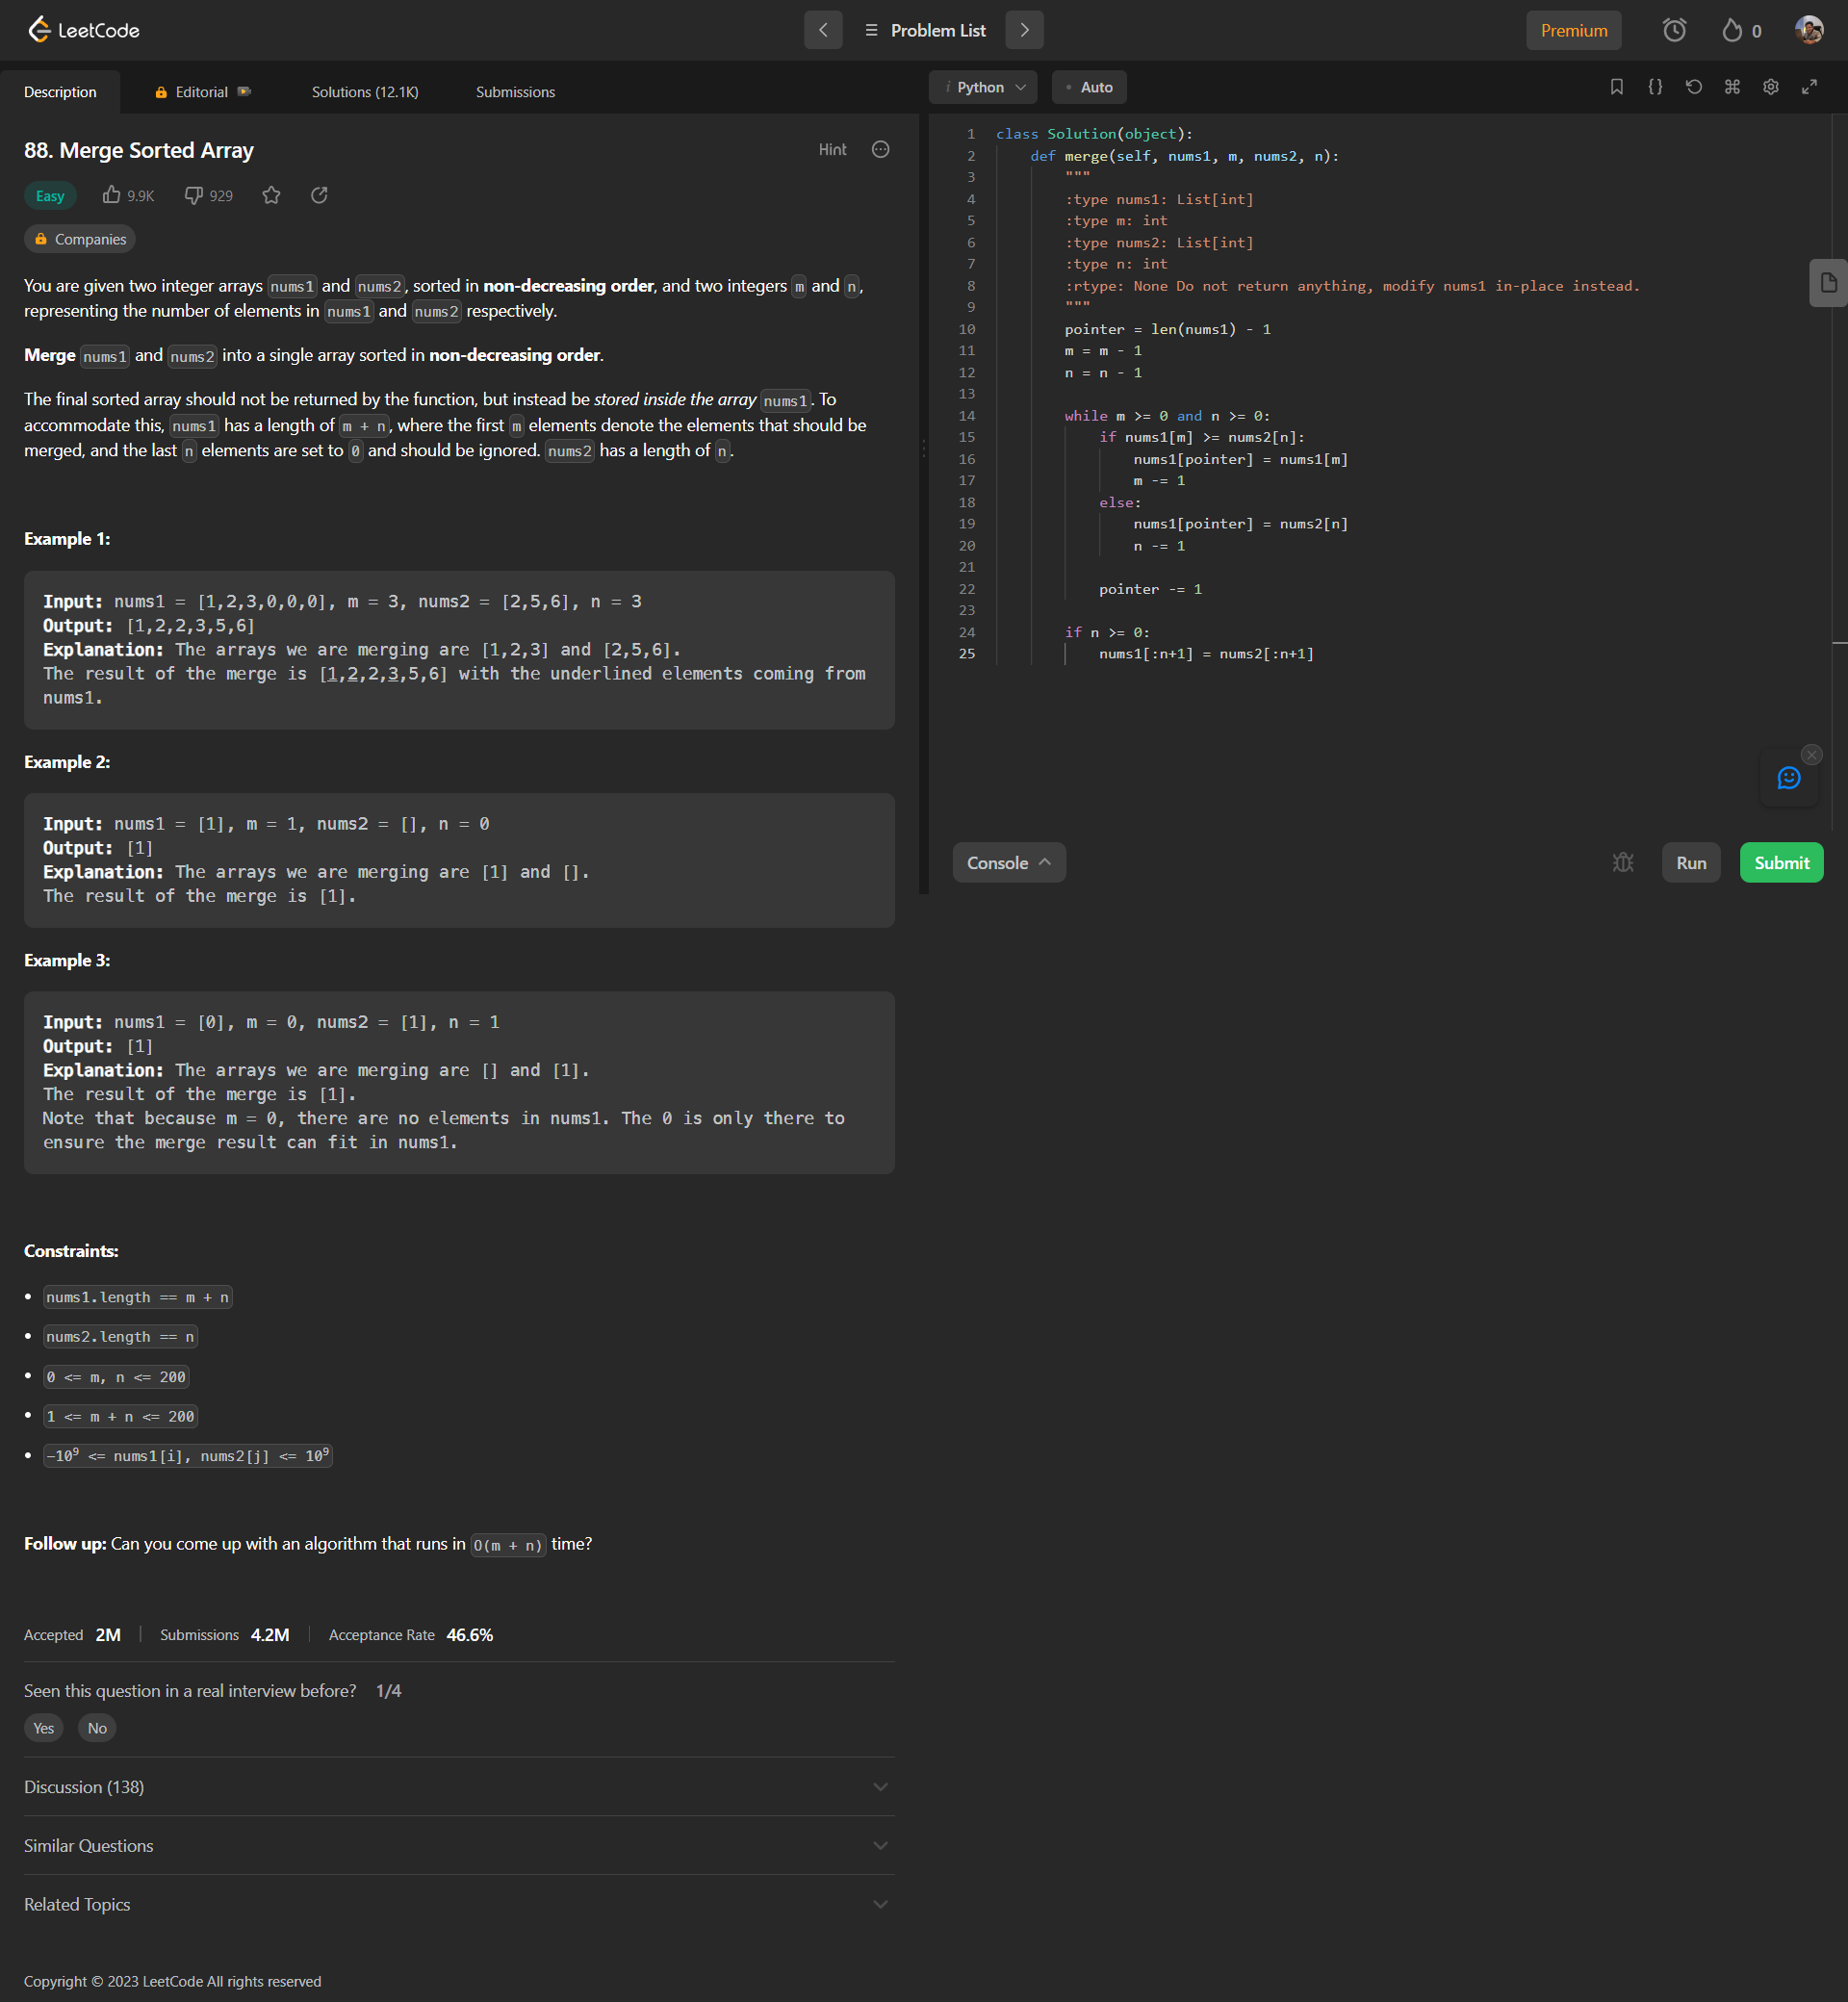 LeetCode
Problem List
Premium
0
Description
Editorial
Solutions (12.1K)
Submissions
88. Merge Sorted Array
Hint
Easy
9.9K
929
Companies
You are given two integer arrays nums1 and nums2, sorted in non-decreasing order, and two integers m and n,
representing the number of elements in nums1 and nums2 respectively.
Merge nums1 and nums2 into a single array sorted in non-decreasing order.
The final sorted array should not be returned by the function, but instead be stored inside the array nums1. To
accommodate this, nums1 has a length of m + n, where the first m elements denote the elements that should be
merged, and the last n elements are set to 0 and should be ignored. nums2 has a length of n.
Example 1:
Input: nums1 = [1,2,3,0,0,0], m = 3, nums2 = [2,5,6], n = 3
Output: [1,2,2,3,5,6]
Explanation: The arrays we are merging are [1,2,3] and [2,5,6].
The result of the merge is [1,2,2,3,5,6] with the underlined elements coming from
nums1.
Example 2:
Input: nums1 = [1], m = 1, nums2 = [], n = 0
Output: [1]
Explanation: The arrays we are merging are [1] and [].
The result of the merge is [1].
Example 3:
Input: nums1 = [0], m = 0, nums2 = [1], n = 1
Output: [1]
Explanation: The arrays we are merging are [] and [1].
The result of the merge is [1].
Note that because m = 0, there are no elements in nums1. The 0 is only there to
ensure the merge result can fit in nums1.
Constraints:
• nums1.length == m + n
• nums2.length == n
• 0 <= m, n <= 200
• 1 <= m + n <= 200
• -10⁹ <= nums1[i], nums2[j] <= 10⁹
Follow up: Can you come up with an algorithm that runs in O(m + n) time?
Accepted 2M
Submissions 4.2M
Acceptance Rate 46.6%
Seen this question in a real interview before? 1/4
Yes
No
Discussion (138)
Similar Questions
Related Topics
Copyright © 2023 LeetCode All rights reserved
i Python
• Auto
1 class Solution(object):
2     def merge(self, nums1, m, nums2, n):
3         """
4         :type nums1: List[int]
5         :type m: int
6         :type nums2: List[int]
7         :type n: int
8         :rtype: None Do not return anything, modify nums1 in-place instead.
9         """
10         pointer = len(nums1) - 1
11         m = m - 1
12         n = n - 1
13
14         while m >= 0 and n >= 0:
15             if nums1[m] >= nums2[n]:
16                 nums1[pointer] = nums1[m]
17                 m -= 1
18             else:
19                 nums1[pointer] = nums2[n]
20                 n -= 1
21
22             pointer -= 1
23
24         if n >= 0:
25             nums1[:n+1] = nums2[:n+1]
Console
Run
Submit